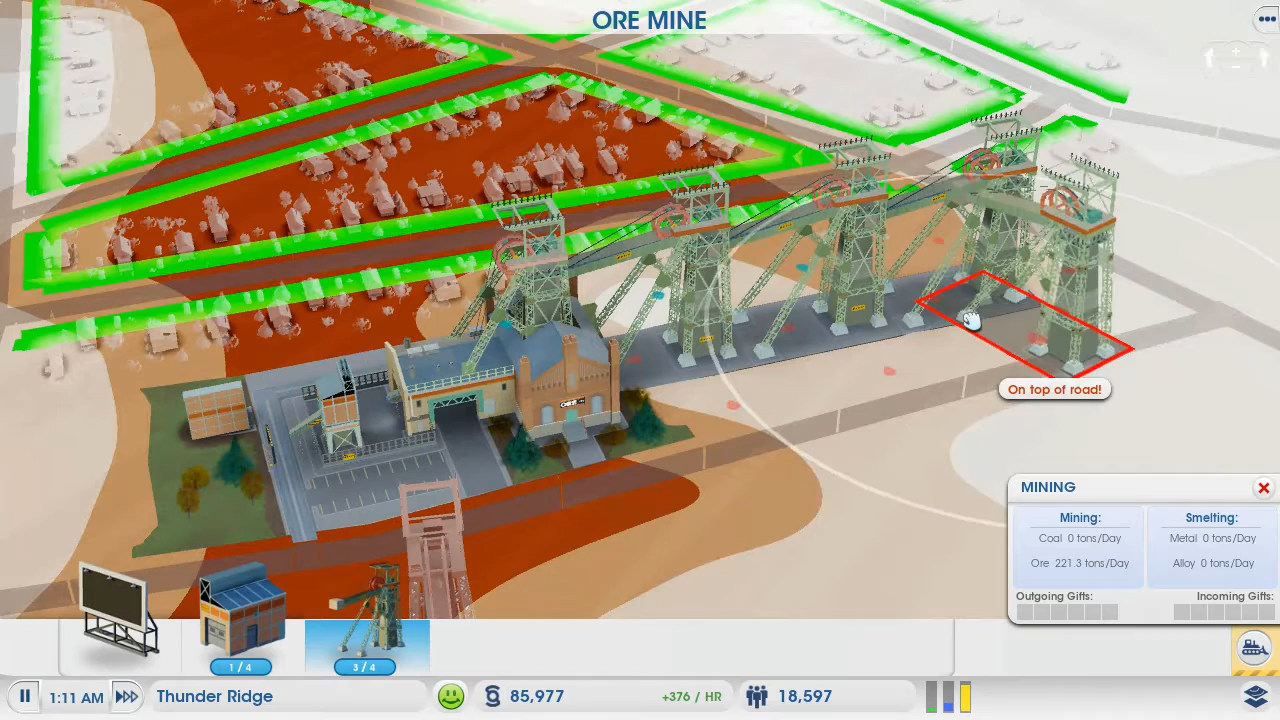 ORE MINE
On top of road!
MINING
Mining:
Coal 0 tons/Day
Ore 221.3 tons/Day
Smelting:
Metal 0 tons/Day
Alloy 0 tons/Day
Outgoing Gifts:
Incoming Gifts:
1 / 4
3 / 4
1:11 AM
Thunder Ridge
85,977
+376 / HR
18,597